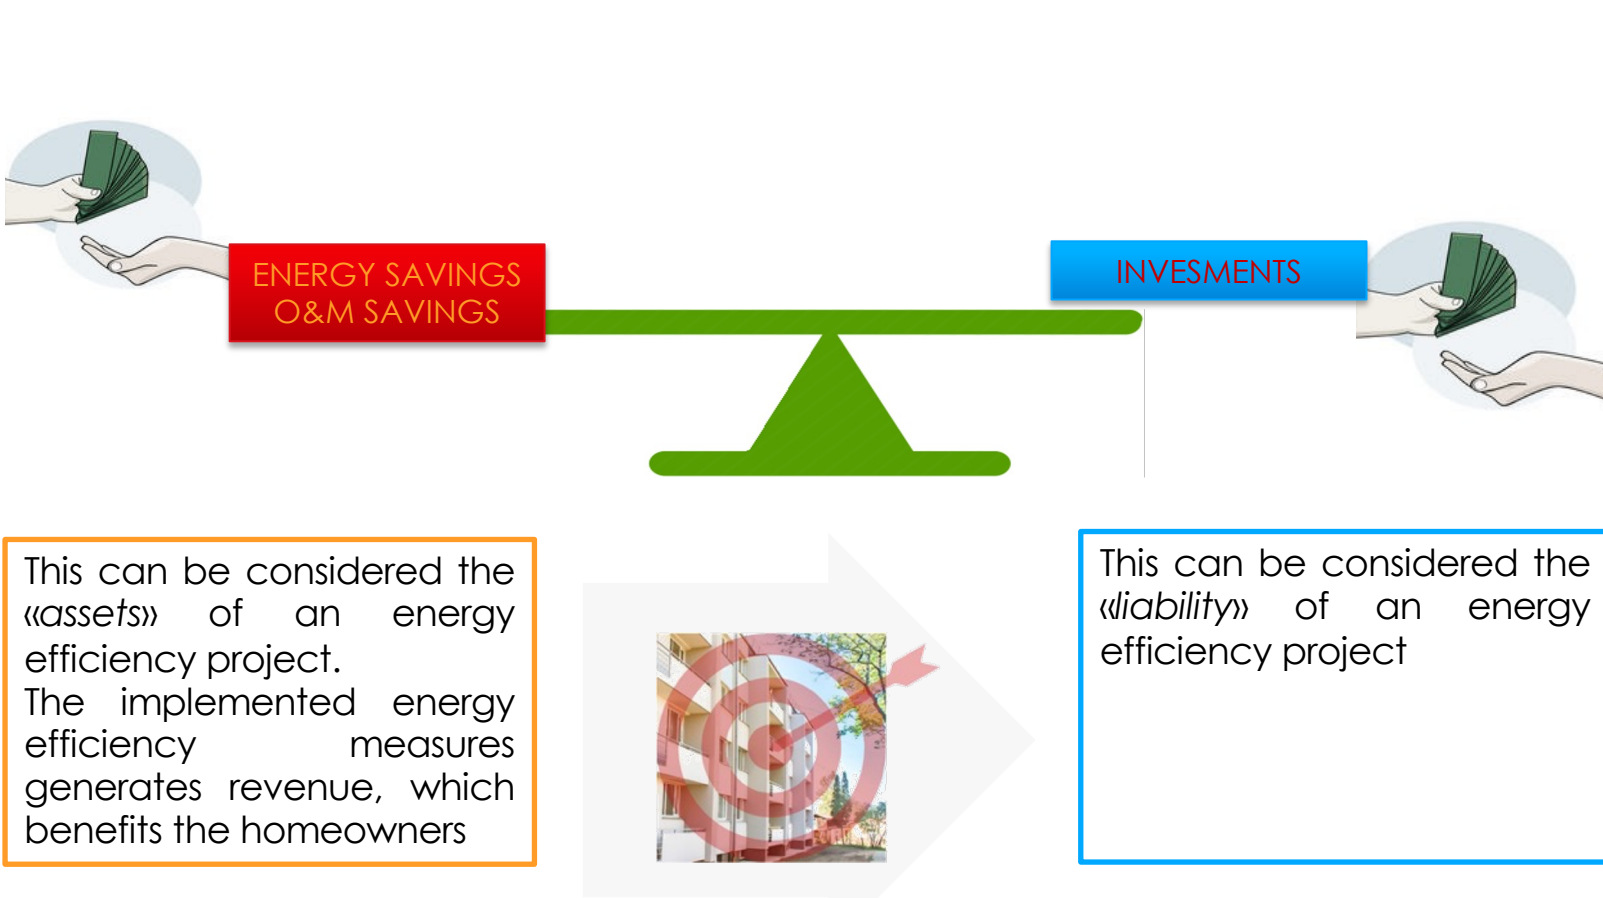 ENERGY SAVINGS
O&M SAVINGS
INVESMENTS
This can be considered the
«assets» of an energy
efficiency project.
The implemented energy
efficiency measures
generates revenue, which
benefits the homeowners
This can be considered the
«liability» of an energy
efficiency project